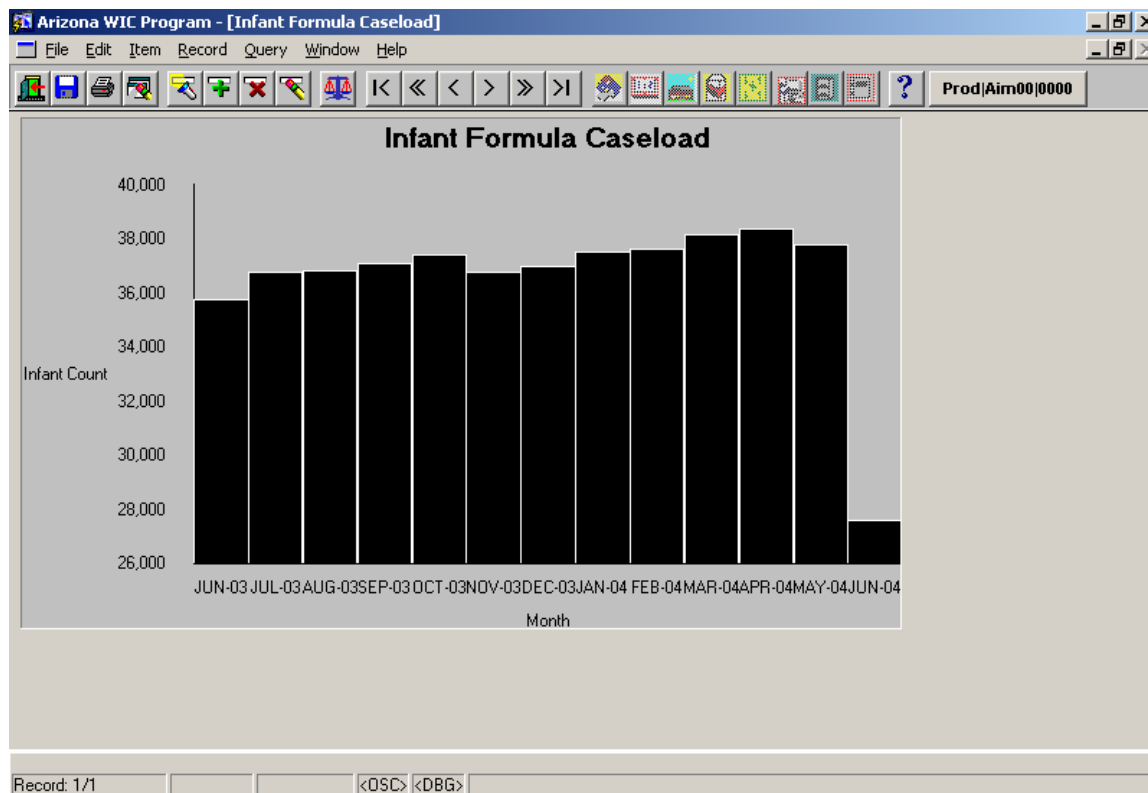 Arizona WIC Program - [Infant Formula Caseload]
File Edit Item Record Query Window Help
Prod|Aim00|0000
Infant Formula Caseload
40,000
38,000
36,000
34,000
Infant Count
32,000
30,000
28,000
26,000
JUN-03 JUL-03 AUG-03 SEP-03 OCT-03 NOV-03 DEC-03 JAN-04 FEB-04 MAR-04 APR-04 MAY-04 JUN-04
Month
Record: 1/1 <OSC> <DBG>